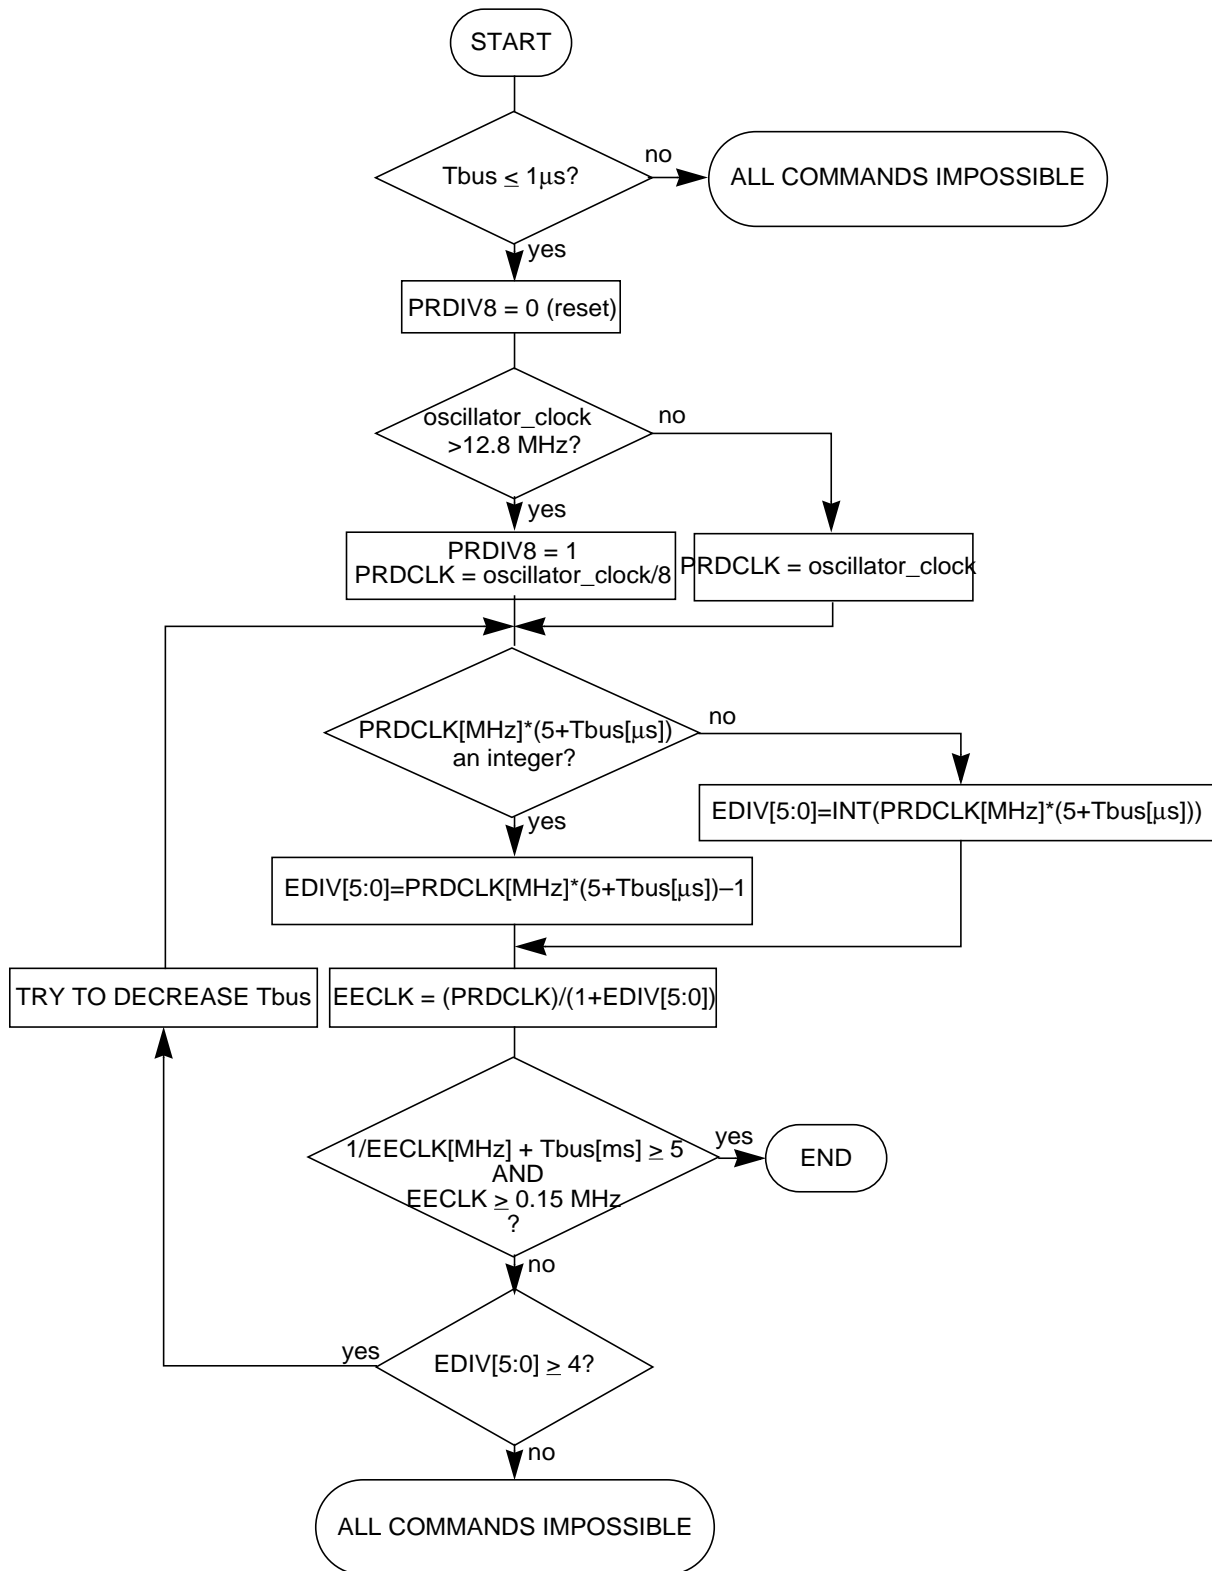 START
Tbus ≤ 1µs?
no
ALL COMMANDS IMPOSSIBLE
yes
PRDIV8 = 0 (reset)
oscillator_clock
>12.8 MHz?
no
yes
PRDIV8 = 1
PRDCLK = oscillator_clock/8
PRDCLK = oscillator_clock
PRDCLK[MHz]*(5+Tbus[µs])
an integer?
no
yes
EDIV[5:0]=INT(PRDCLK[MHz]*(5+Tbus[µs]))
EDIV[5:0]=PRDCLK[MHz]*(5+Tbus[µs])–1
TRY TO DECREASE Tbus
EECLK = (PRDCLK)/(1+EDIV[5:0])
1/EECLK[MHz] + Tbus[ms] ≥ 5
AND
EECLK ≥ 0.15 MHz
?
yes
END
no
EDIV[5:0] ≥ 4?
yes
no
ALL COMMANDS IMPOSSIBLE